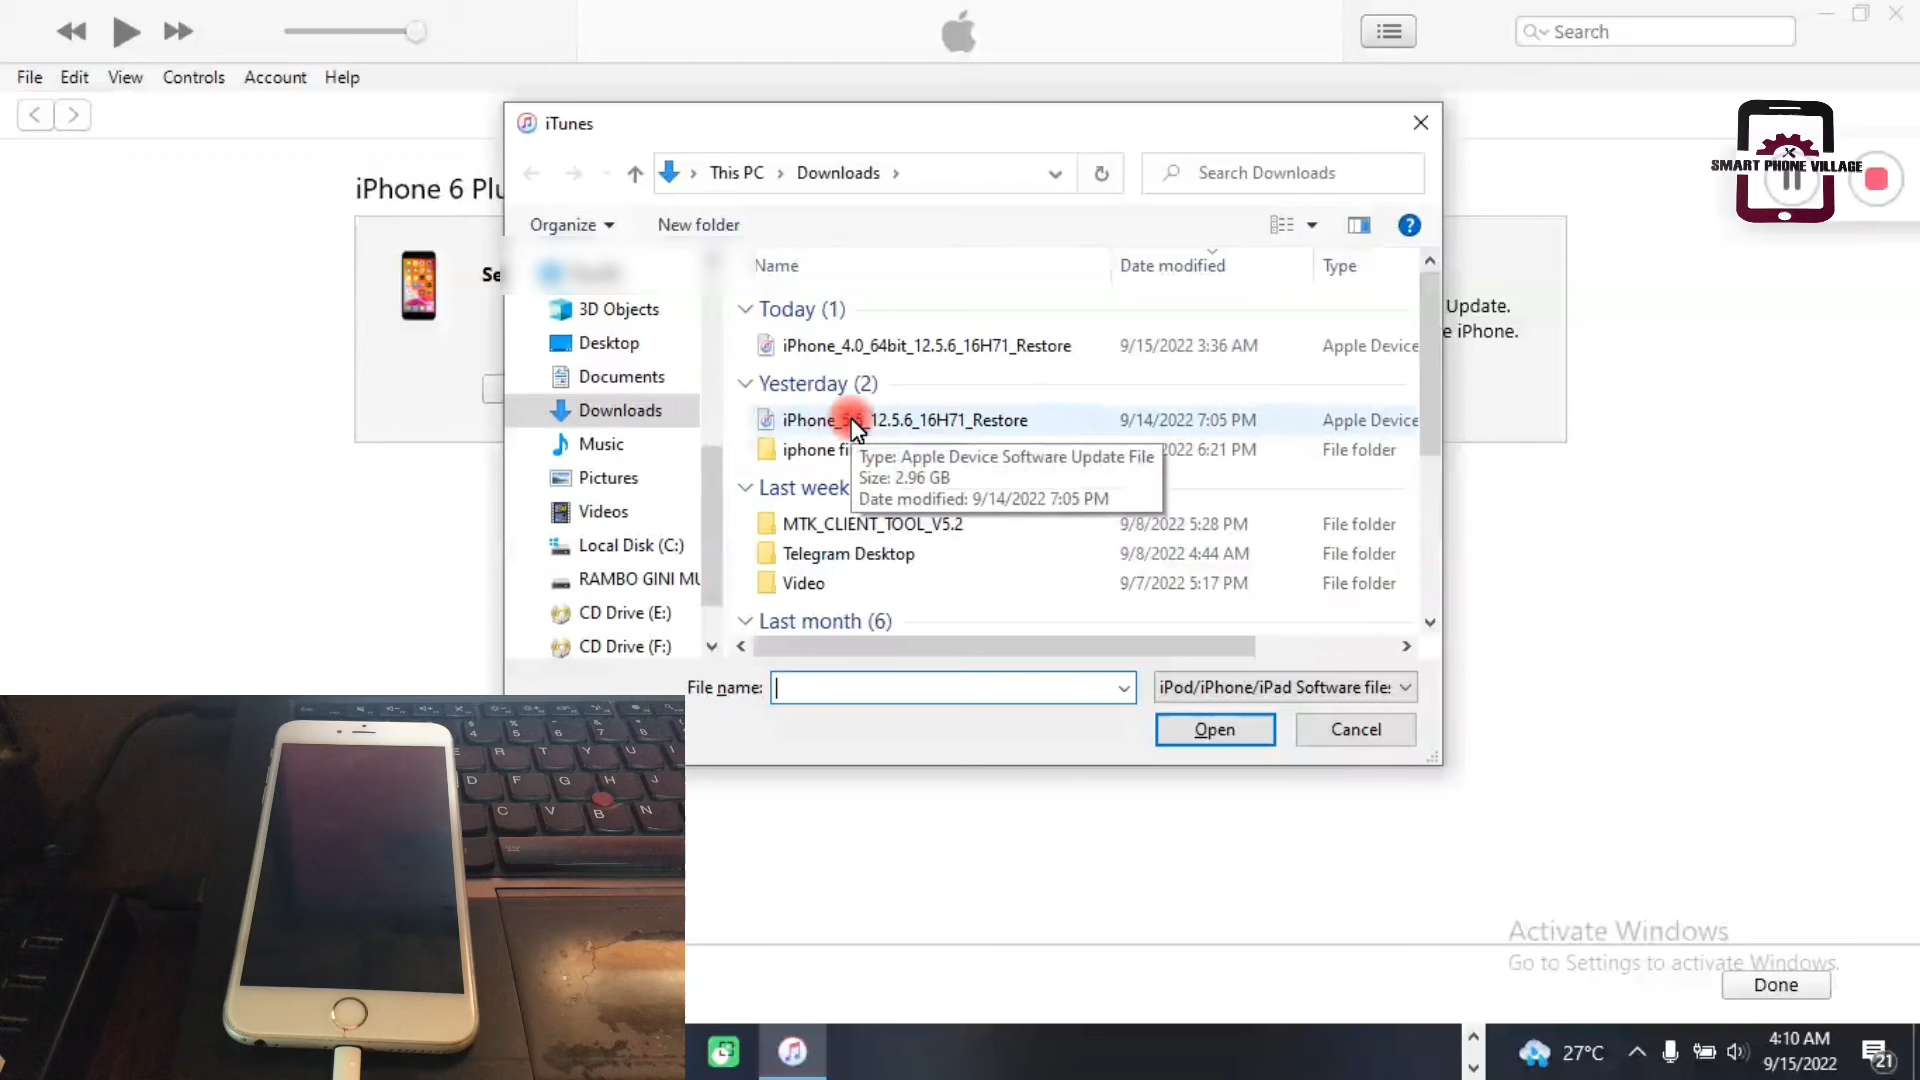 Search
File Edit View Controls Account Help
iTunes
This PC > Downloads >
Search Downloads
SMART PHONE VILLAGE
iPhone 6 Plu
Organize
New folder
Name
Date modified
Type
Se
3D Objects
Desktop
Documents
Downloads
Music
Pictures
Videos
Local Disk (C:)
RAMBO GINI MU
CD Drive (E:)
CD Drive (F:)
Today (1)
iPhone_4.0_64bit_12.5.6_16H71_Restore 9/15/2022 3:36 AM Apple Device
Yesterday (2)
iPhone_5.5_12.5.6_16H71_Restore 9/14/2022 7:05 PM Apple Device
iphone fi 2022 6:21 PM File folder
Type: Apple Device Software Update File
Size: 2.96 GB
Date modified: 9/14/2022 7:05 PM
Last week
MTK_CLIENT_TOOL_V5.2 9/8/2022 5:28 PM File folder
Telegram Desktop 9/8/2022 4:44 AM File folder
Video 9/7/2022 5:17 PM File folder
Last month (6)
Update.
e iPhone.
File name:
iPod/iPhone/iPad Software file:
Open
Cancel
Activate Windows
Go to Settings to activate Windows.
Done
27°C
4:10 AM
9/15/2022
21